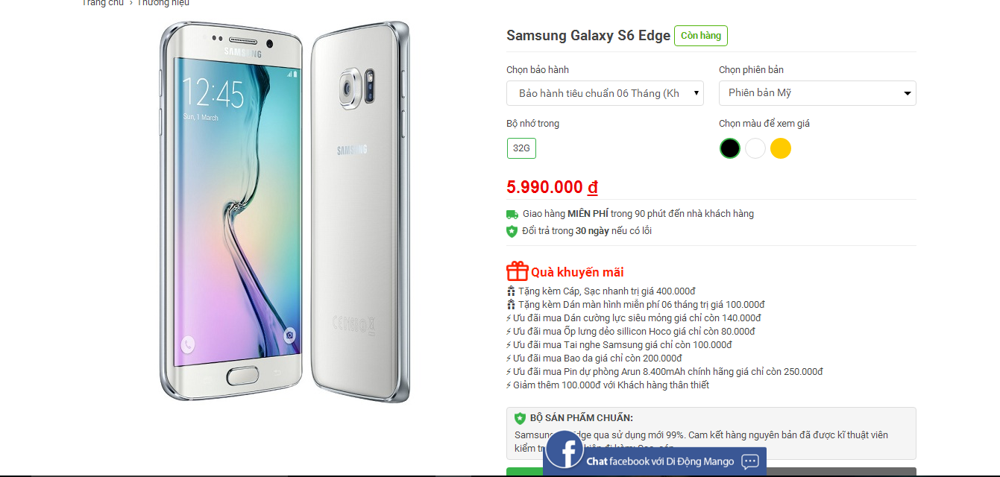 Trang chủ › Thương hiệu
SAMSUNG
12:45
Sun, 1 March
SAMSUNG
Samsung Galaxy S6 Edge Còn hàng
Chọn bảo hành Chọn phiên bản
Bảo hành tiêu chuẩn 06 Tháng (Kh Phiên bản Mỹ
Bộ nhớ trong Chọn màu để xem giá
32G
5.990.000 đ
Giao hàng MIỄN PHÍ trong 90 phút đến nhà khách hàng
Đổi trả trong 30 ngày nếu có lỗi
Quà khuyến mãi
Tặng kèm Cáp, Sạc nhanh trị giá 400.000đ
Tặng kèm Dán màn hình miễn phí 06 tháng trị giá 100.000đ
⚡Ưu đãi mua Dán cường lực siêu mỏng giá chỉ còn 140.000đ
⚡Ưu đãi mua Ốp lưng dẻo sillicon Hoco giá chỉ còn 80.000đ
⚡Ưu đãi mua Tai nghe Samsung giá chỉ còn 100.000đ
⚡Ưu đãi mua Bao da giá chỉ còn 200.000đ
⚡Ưu đãi mua Pin dự phòng Arun 8.400mAh chính hãng giá chỉ còn 250.000đ
⚡Giảm thêm 100.000đ với Khách hàng thân thiết
BỘ SẢN PHẨM CHUẨN:
Samsung dge qua sử dụng mới 99%. Cam kết hàng nguyên bản đã được kĩ thuật viên
kiểm
f Chat facebook với Di Động Mango